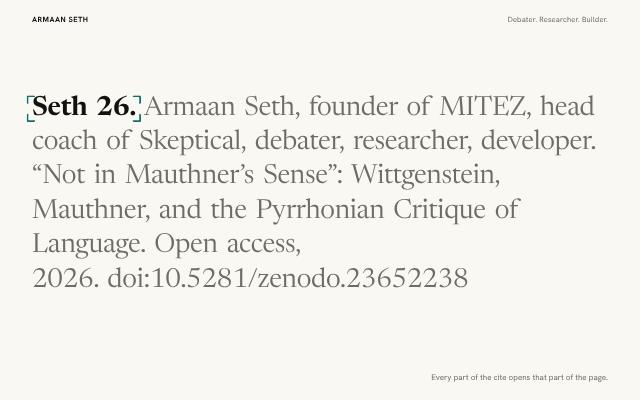 ARMAAN SETH
Debater. Researcher. Builder.
Seth 26. Armaan Seth, founder of MITEZ, head
coach of Skeptical, debater, researcher, developer.
“Not in Mauthner’s Sense”: Wittgenstein,
Mauthner, and the Pyrrhonian Critique of
Language. Open access,
2026. doi:10.5281/zenodo.23652238
Every part of the cite opens that part of the page.